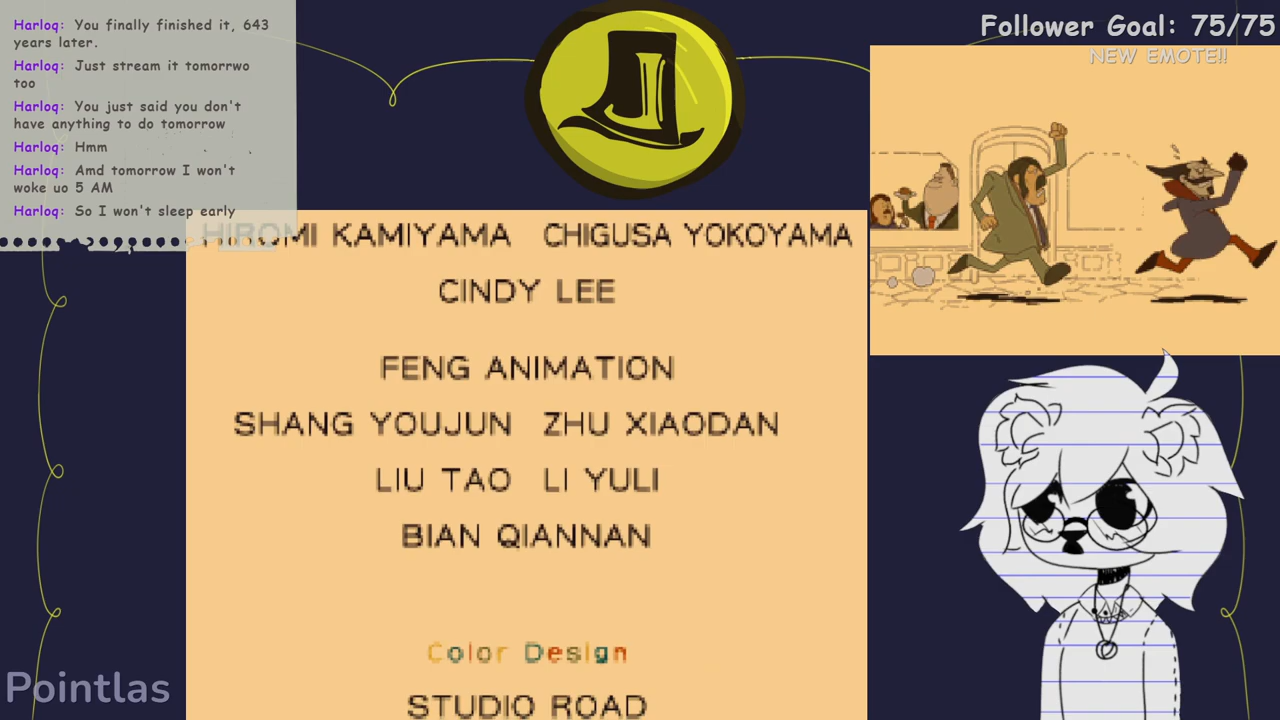 Harloq: You finally finished it, 643
years later.
Harloq: Just stream it tomorrwo
too
Harloq: You just said you don't
have anything to do tomorrow
Harloq: Hmm
Harloq: Amd tomorrow I won't
woke uo 5 AM
Harloq: So I won't sleep early
Follower Goal: 75/75
NEW EMOTE!!
HIROMI KAMIYAMA CHIGUSA YOKOYAMA
CINDY LEE
FENG ANIMATION
SHANG YOUJUN ZHU XIAODAN
LIU TAO LI YULI
BIAN QIANNAN
Color Design
STUDIO ROAD
Pointlas